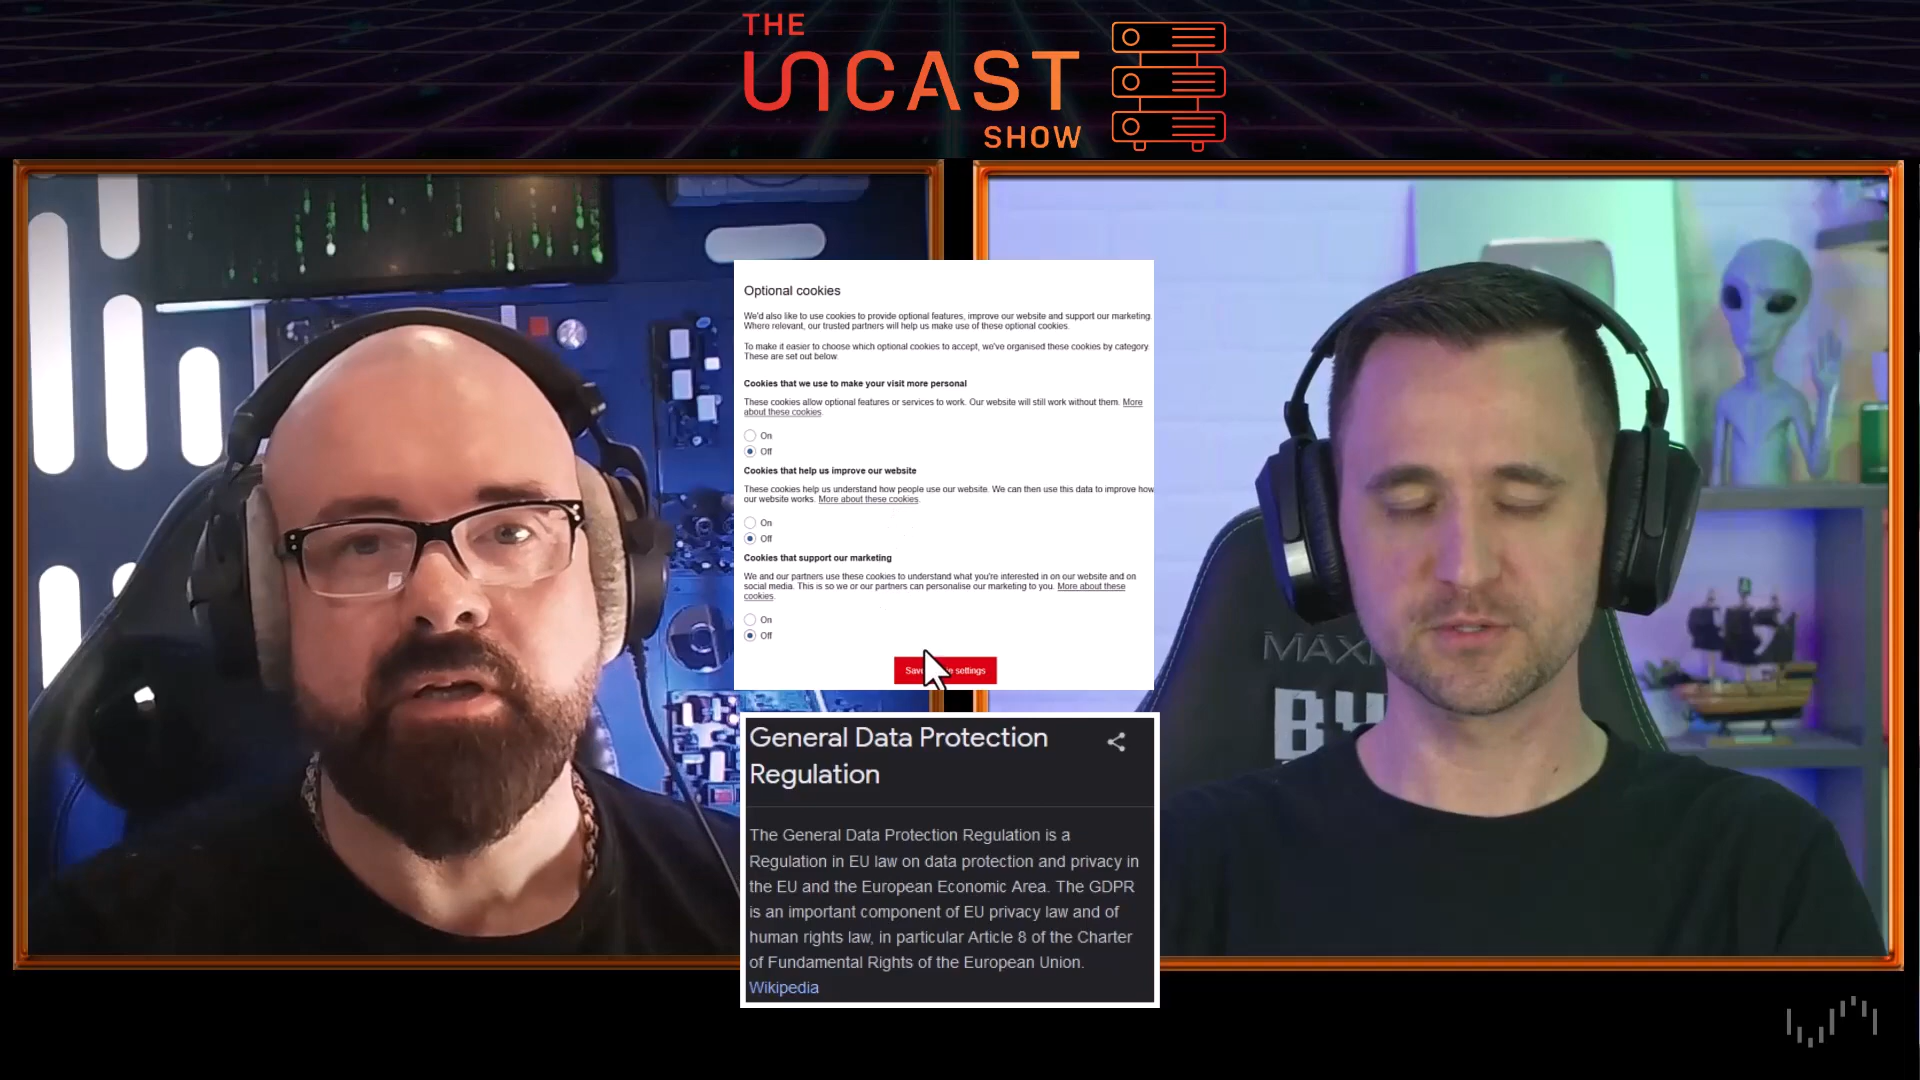 THE
UNCAST
SHOW
Optional cookies
We'd also like to use cookies to provide optional features, improve our website and support our marketing.
Where relevant, our trusted partners will help us make use of these optional cookies.
To make it easier to choose which optional cookies to accept, we've organised these cookies by category.
These are set out below.
Cookies that we use to make your visit more personal
These cookies allow optional features or services to work. Our website will still work without them. More
about these cookies.
On
Off
Cookies that help us improve our website
These cookies help us understand how people use our website. We can then use this data to improve how
our website works. More about these cookies.
On
Off
Cookies that support our marketing
We and our partners use these cookies to understand what you're interested in on our website and on
social media. This is so we or our partners can personalise our marketing to you. More about these
cookies.
On
Off
Save settings
General Data Protection
Regulation
The General Data Protection Regulation is a
Regulation in EU law on data protection and privacy in
the EU and the European Economic Area. The GDPR
is an important component of EU privacy law and of
human rights law, in particular Article 8 of the Charter
of Fundamental Rights of the European Union.
Wikipedia